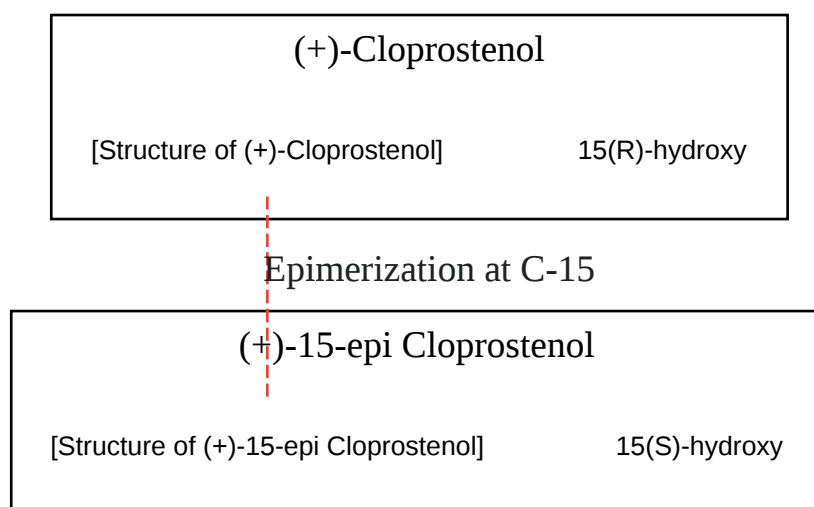 (+)-Cloprostenol
[Structure of (+)-Cloprostenol] 15(R)-hydroxy
Epimerization at C-15
(+)-15-epi Cloprostenol
[Structure of (+)-15-epi Cloprostenol] 15(S)-hydroxy